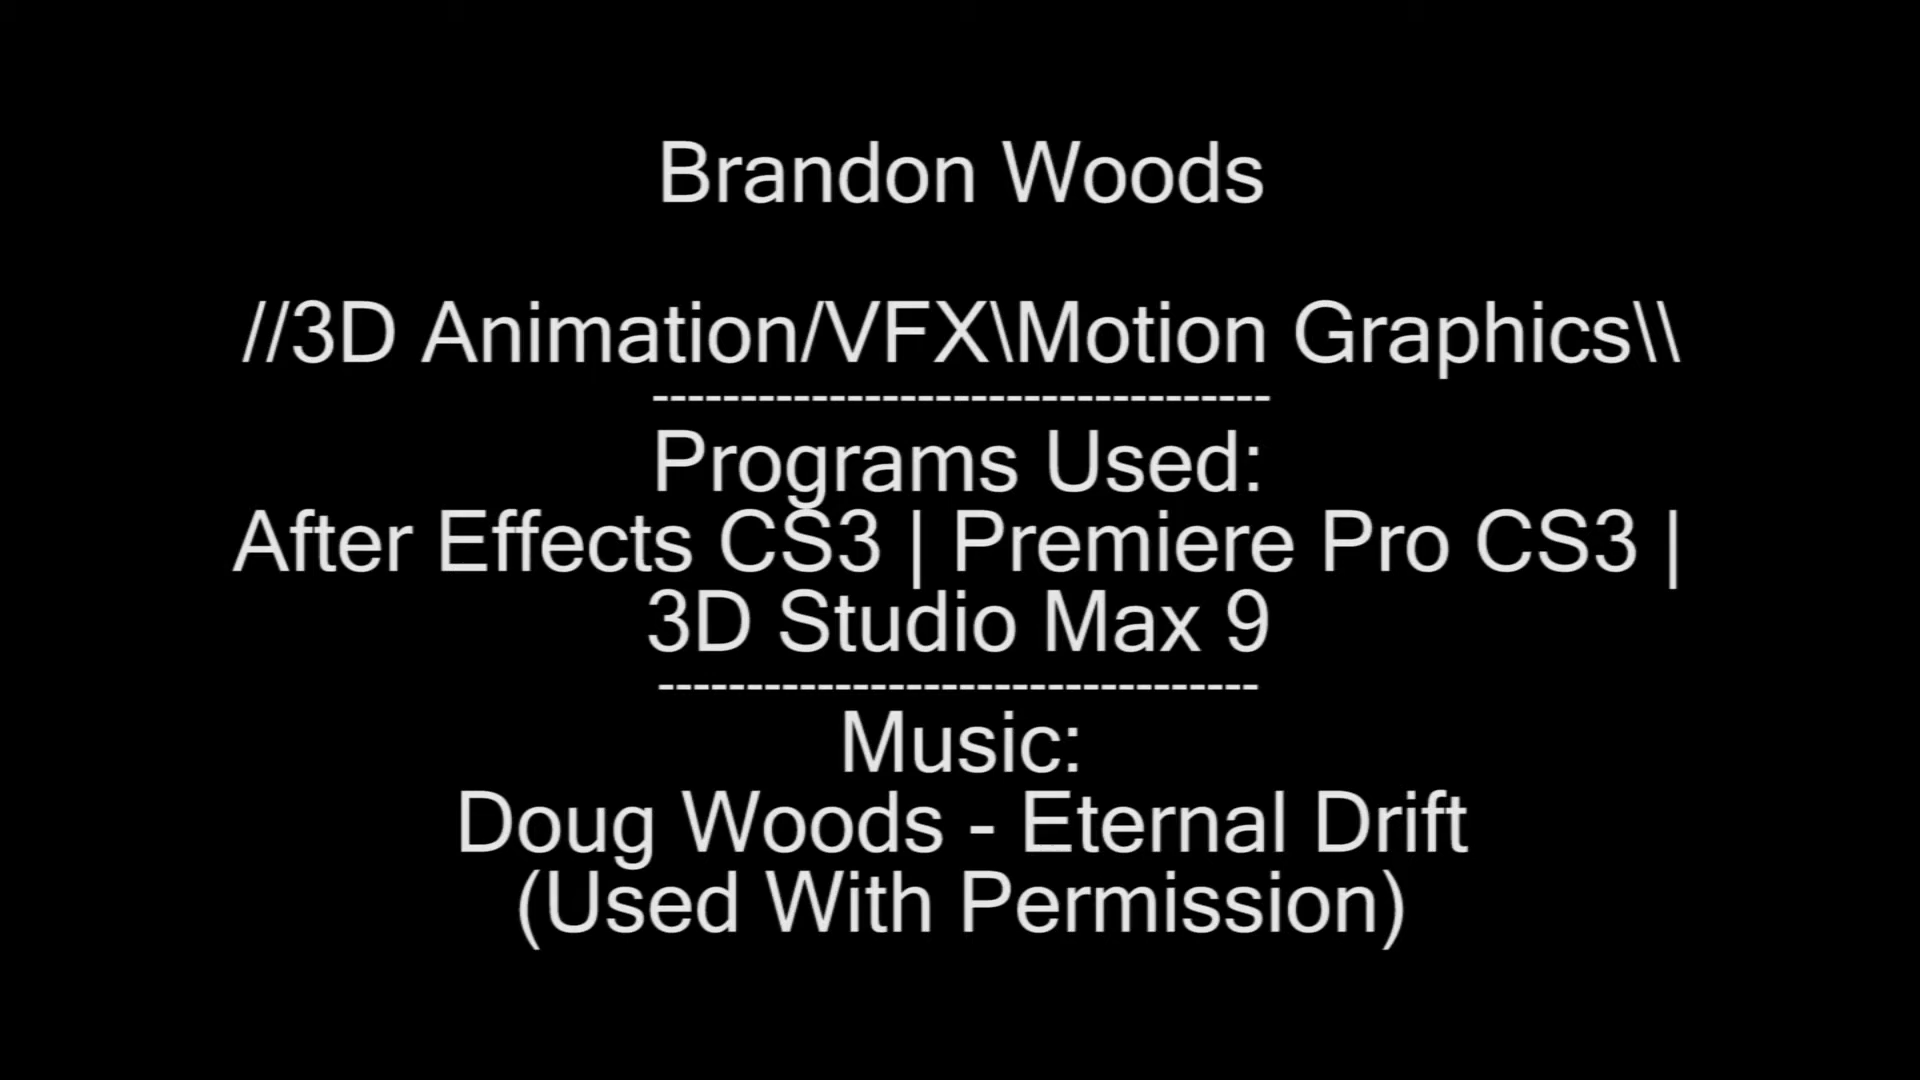 Brandon Woods
//3D Animation/VFX\Motion Graphics\\
-----------------------------------
Programs Used:
After Effects CS3 | Premiere Pro CS3 |
3D Studio Max 9
----------------------------------
Music:
Doug Woods - Eternal Drift
(Used With Permission)